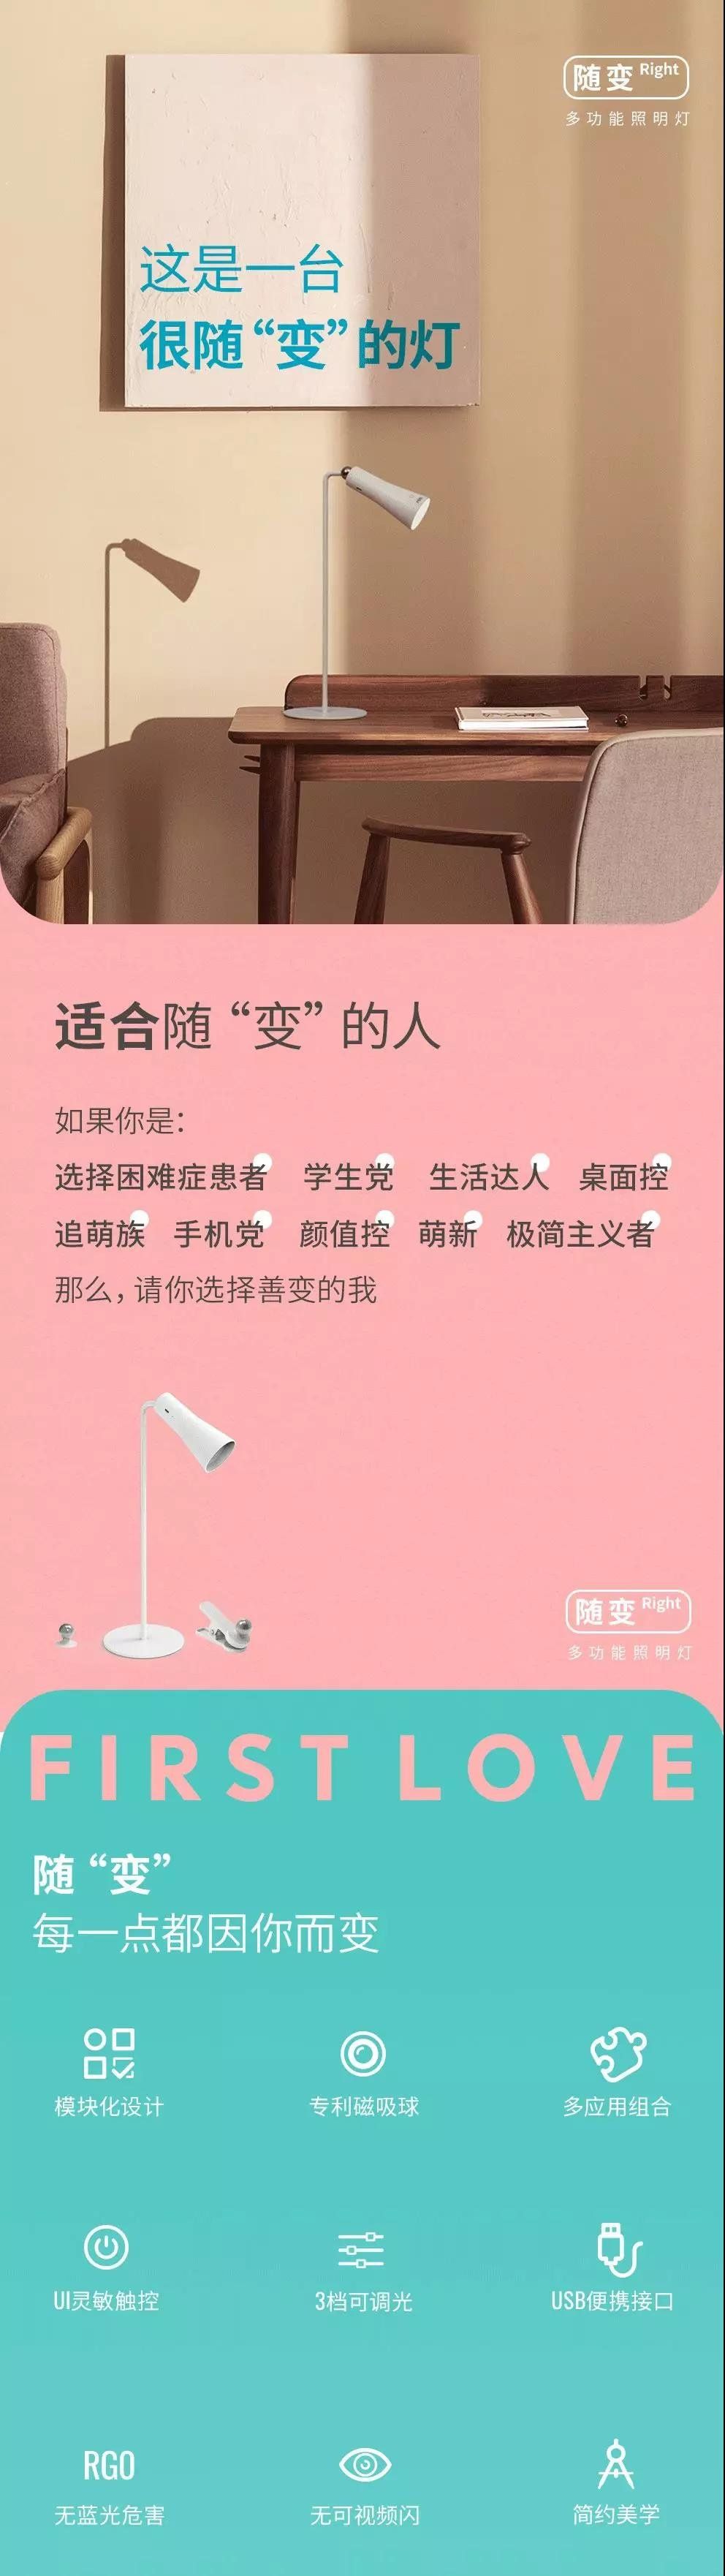 随变 Right
多功能照明灯
这是一台
很随“变”的灯
适合随“变”的人
如果你是：
选择困难症患者 学生党 生活达人 桌面控
追萌族 手机党 颜值控 萌新 极简主义者
那么，请你选择善变的我
随变 Right
多功能照明灯
FIRST LOVE
随“变”
每一点都因你而变
模块化设计 专利磁吸球 多应用组合
UI灵敏触控 3档可调光 USB便携接口
RG0
无蓝光危害 无可视频闪 简约美学